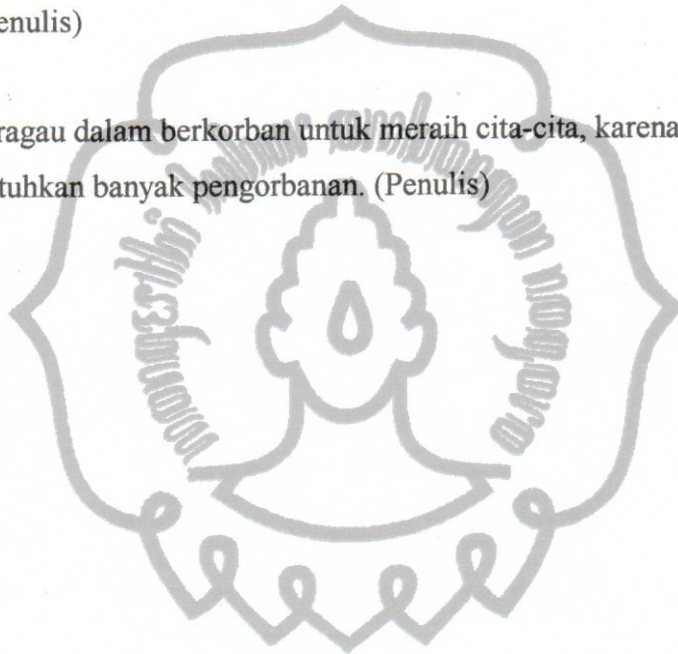 enulis)
ragau dalam berkorban untuk meraih cita-cita, karena
tuhkan banyak pengorbanan. (Penulis)